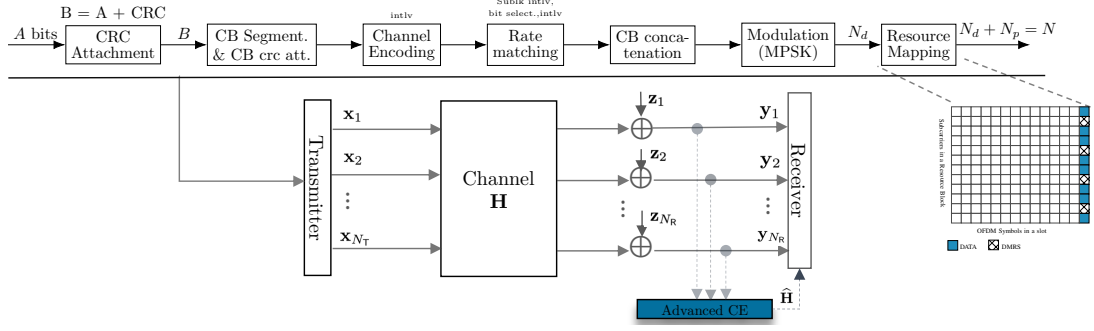 B = A + CRC
A bits
CRC
Attachment
B
CB Segment.
& CB crc att.
intlv
Channel
Encoding
Sublk intlv,
bit select.,intlv
Rate
matching
CB conca-
tenation
Modulation
(MPSK)
N_d
Resource
Mapping
N_d + N_p = N
Transmitter
x_1
x_2
x_{N_T}
Channel
H
z_1
z_2
z_{N_R}
y_1
y_2
y_{N_R}
Receiver
Advanced CE
Ĥ
Subcarriers in a Resource Block
OFDM Symbols in a slot
DATA
DMRS